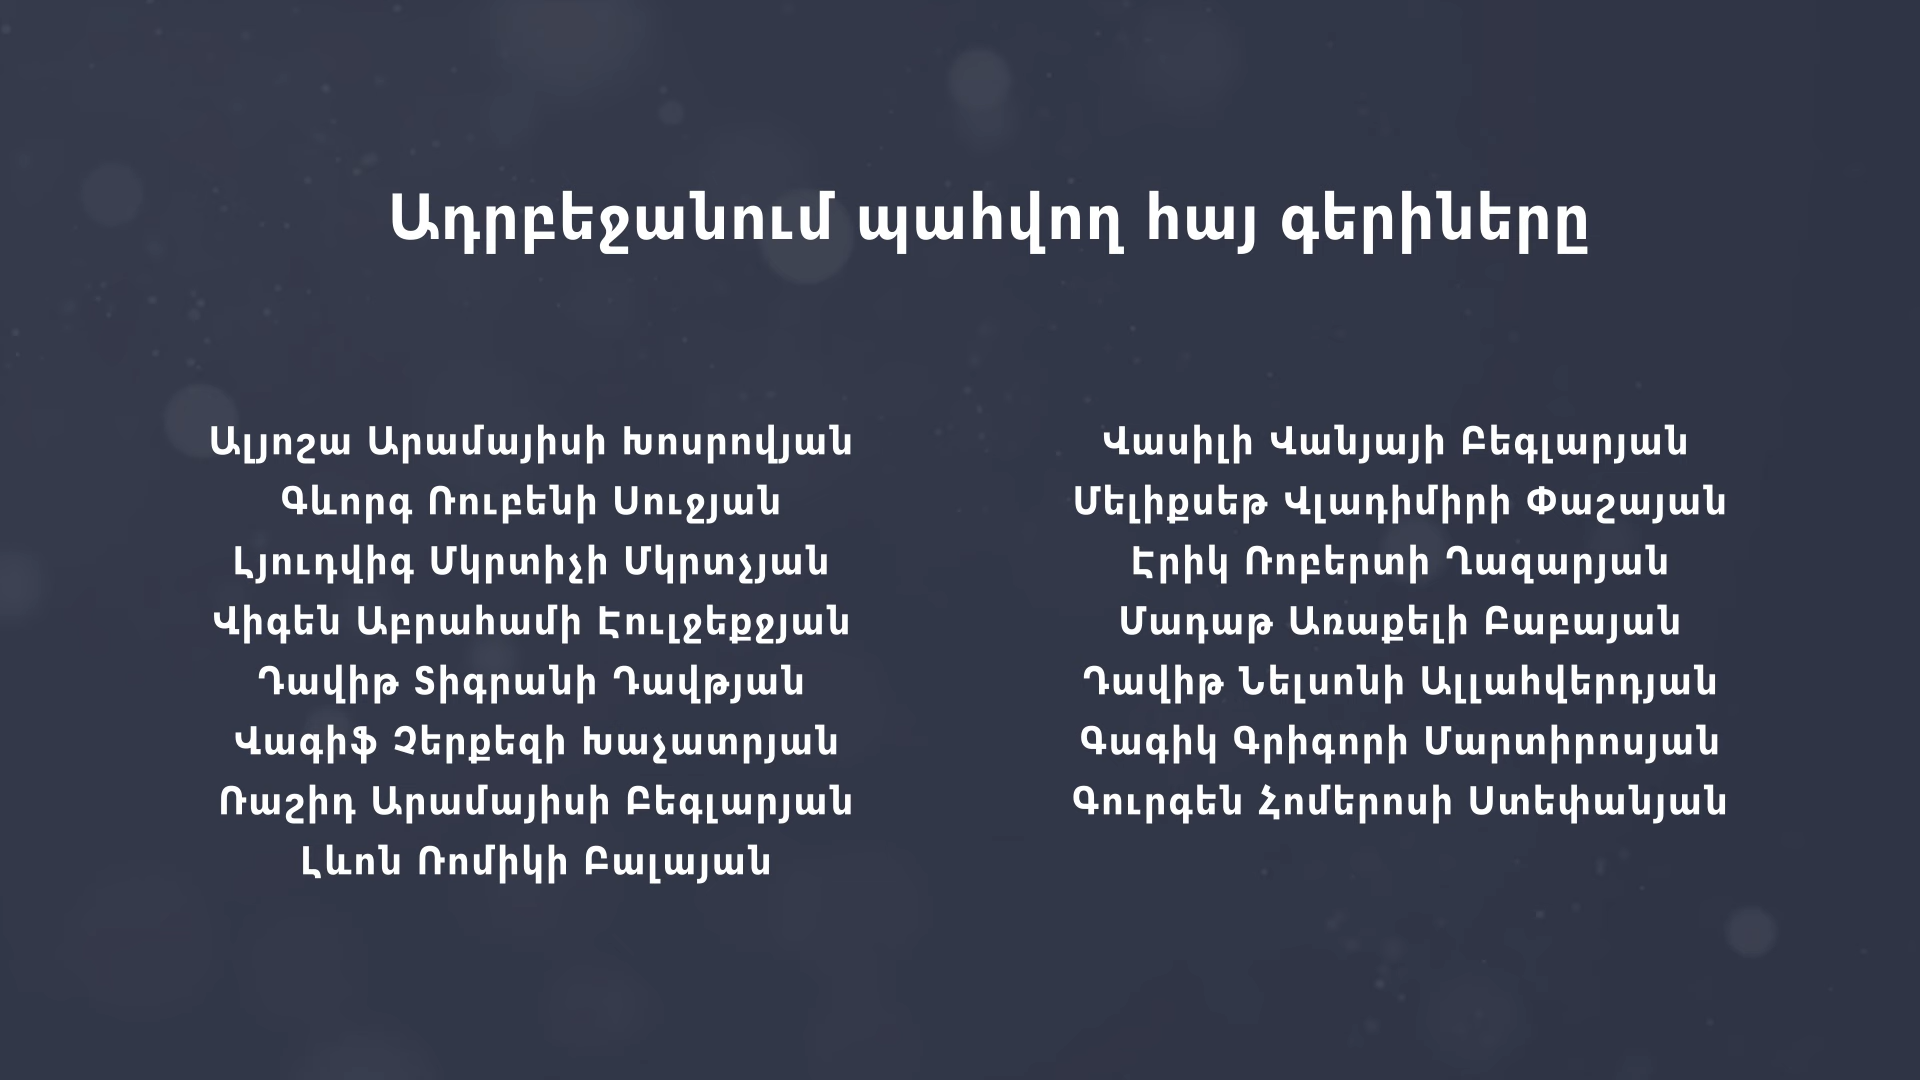 Ադրբեջանում պահվող հայ գերիները
Ալյոշա Արամայիսի Խոսրովյան
Գևորգ Ռուբենի Սուջյան
Լյուդվիգ Մկրտիչի Մկրտչյան
Վիգեն Աբրահամի Էուլջեքջյան
Դավիթ Տիգրանի Դավթյան
Վագիֆ Չերքեզի Խաչատրյան
Ռաշիդ Արամայիսի Բեգլարյան
Լևոն Ռոմիկի Բալայան
Վասիլի Վանյայի Բեգլարյան
Մելիքսեթ Վլադիմիրի Փաշայան
Էրիկ Ռոբերտի Ղազարյան
Մադաթ Առաքելի Բաբայան
Դավիթ Նելսոնի Ալլահվերդյան
Գագիկ Գրիգորի Մարտիրոսյան
Գուրգեն Հոմերոսի Ստեփանյան